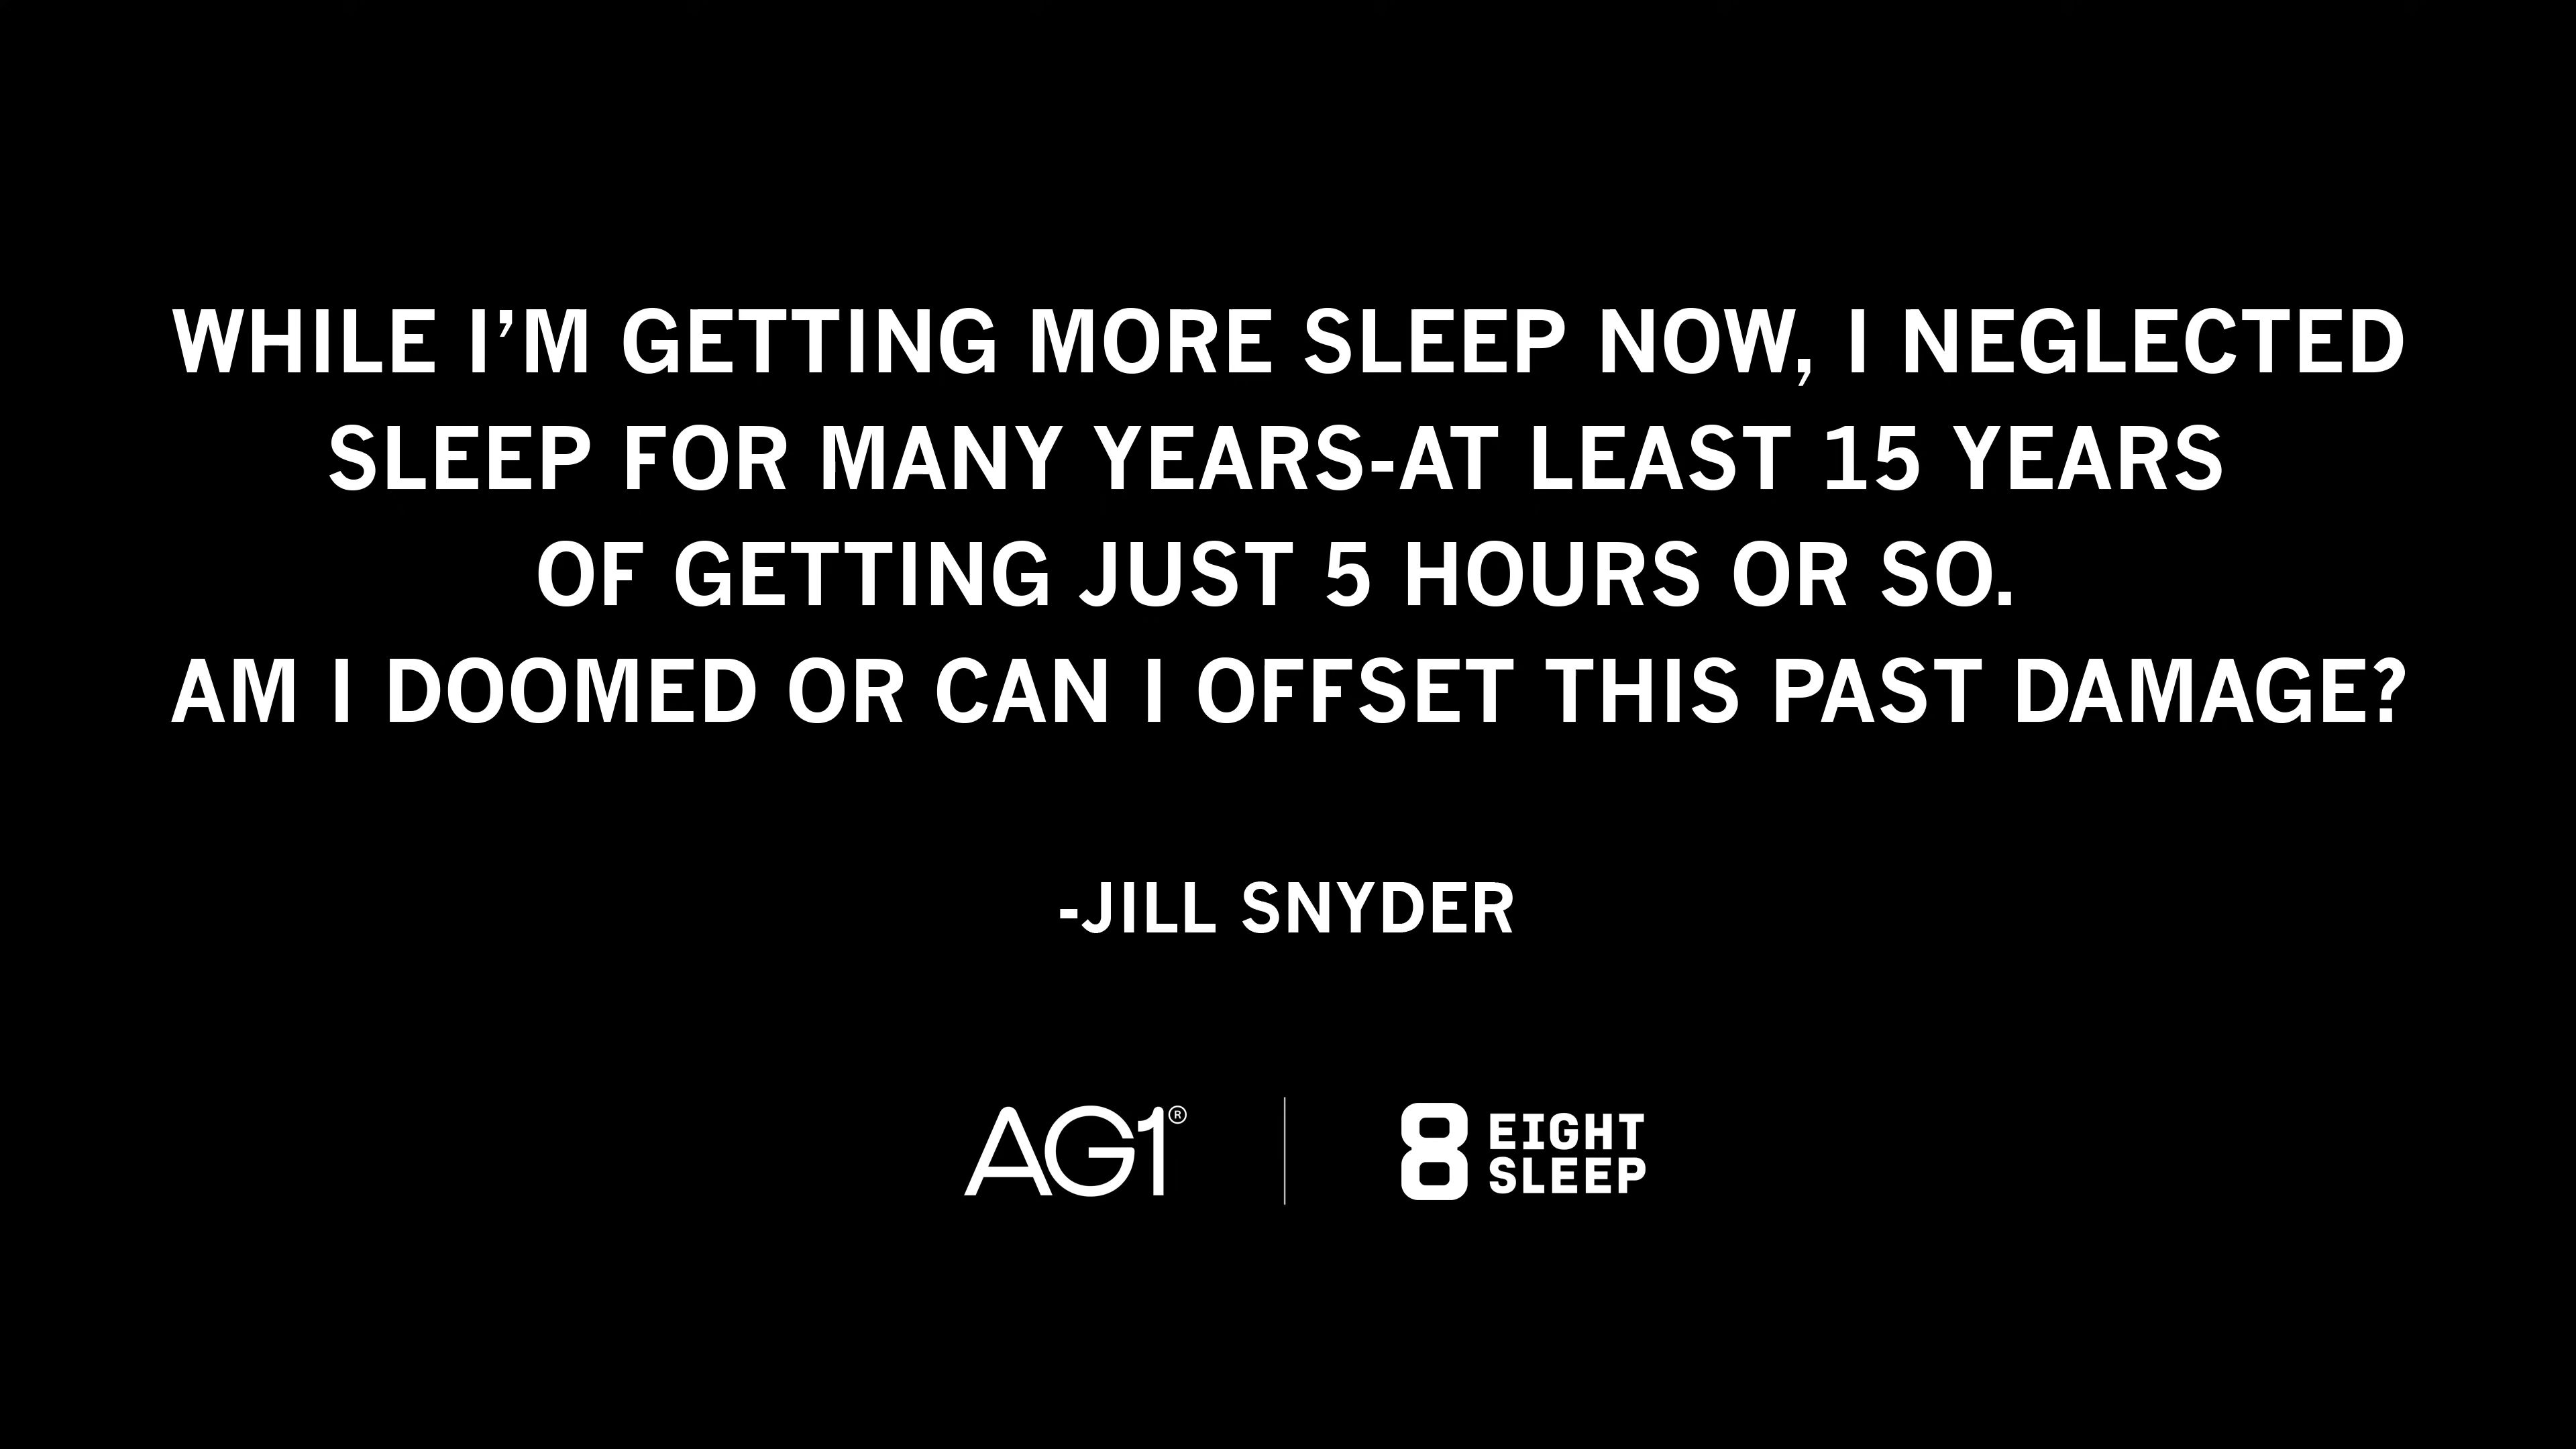 WHILE I’M GETTING MORE SLEEP NOW, I NEGLECTED
SLEEP FOR MANY YEARS-AT LEAST 15 YEARS
OF GETTING JUST 5 HOURS OR SO.
AM I DOOMED OR CAN I OFFSET THIS PAST DAMAGE?
-JILL SNYDER
AG1®
8 EIGHT
SLEEP